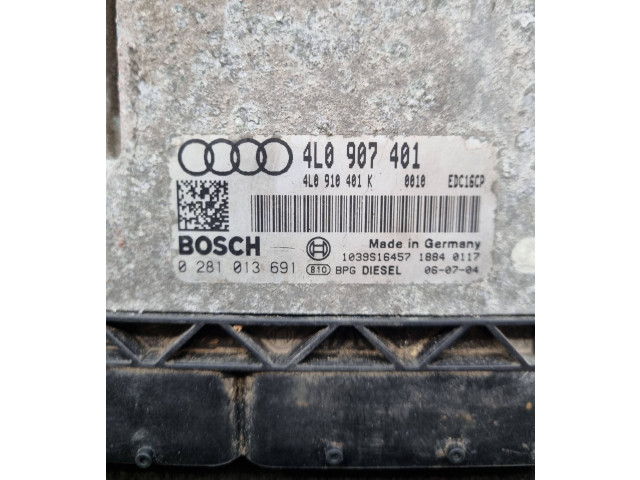 4L0 907 401
4L0 910 401 K 0010 EDC16CP
BOSCH Made in Germany
1039S16457 1884 0117
0 281 013 691 810 BPG DIESEL 06-07-04